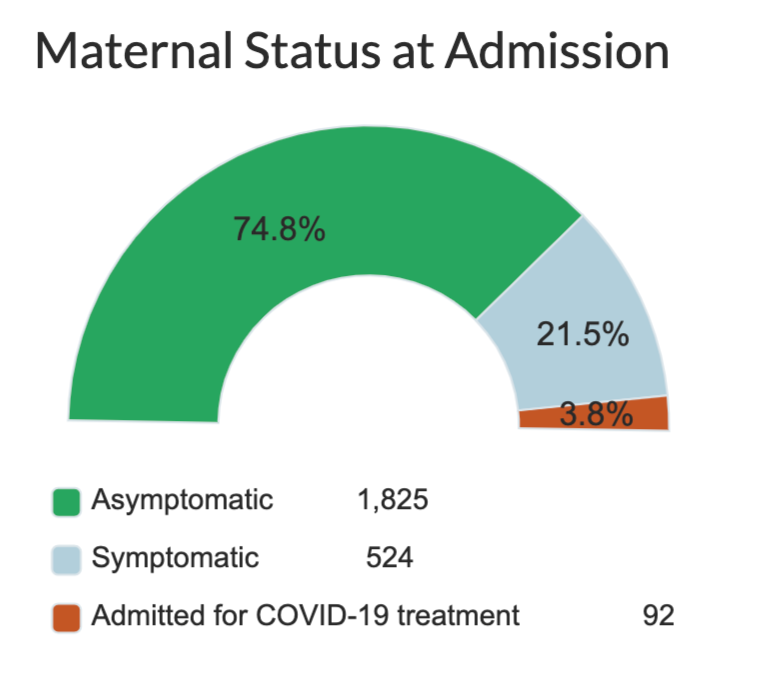 Maternal Status at Admission
74.8%
21.5%
3.8%
Asymptomatic 1,825
Symptomatic 524
Admitted for COVID-19 treatment 92